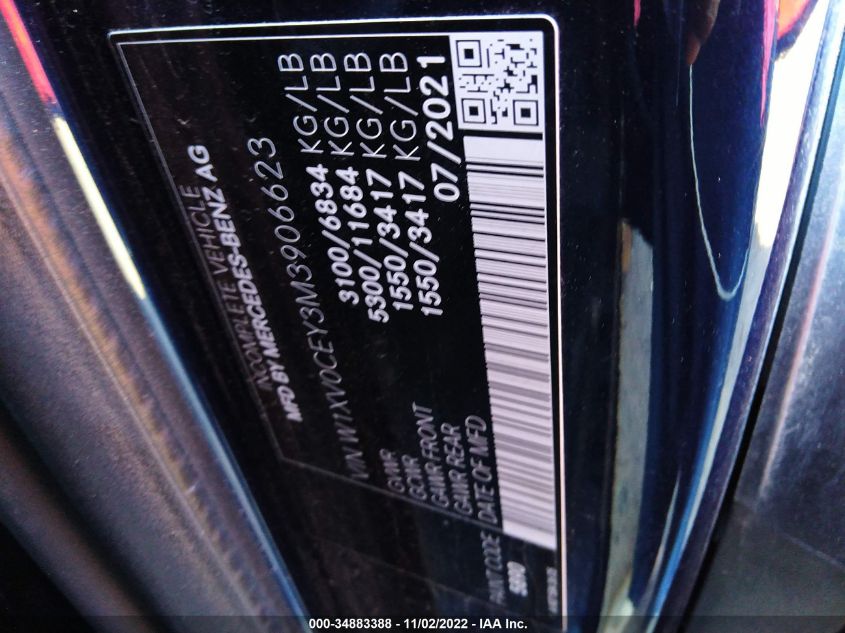 INCOMPLETE VEHICLE
MFD BY MERCEDES-BENZ AG
VIN W1XV0CEY3M3906623
GVWR 3100/6834 KG/LB
GCWR 5300/11684 KG/LB
GAWR FRONT 1550/3417 KG/LB
GAWR REAR 1550/3417 KG/LB
DATE OF MFD 07/2021
PAINT CODE
000-34883388 - 11/02/2022 - IAA Inc.